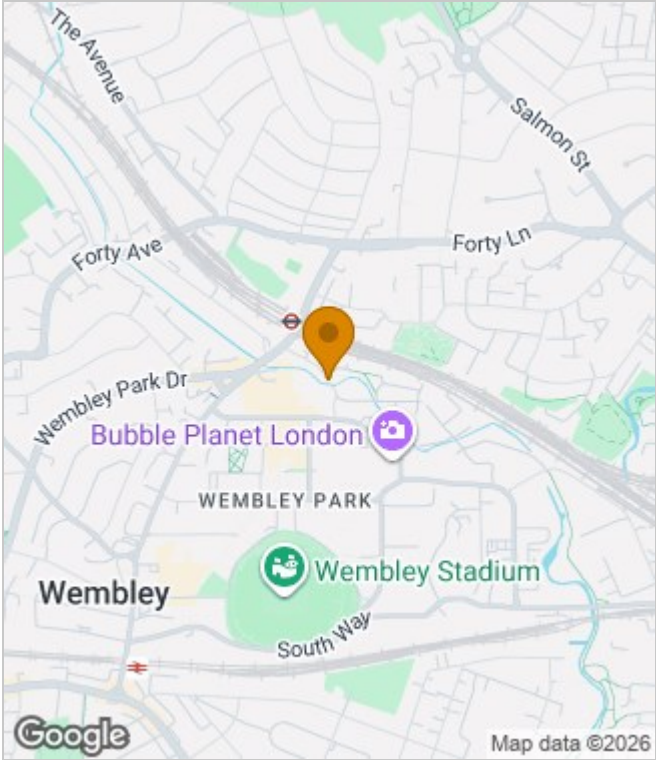 The Avenue
Salmon St
Forty Ave
Forty Ln
Wembley Park Dr
Bubble Planet London
WEMBLEY PARK
Wembley Stadium
Wembley
South Way
Google
Map data ©2026